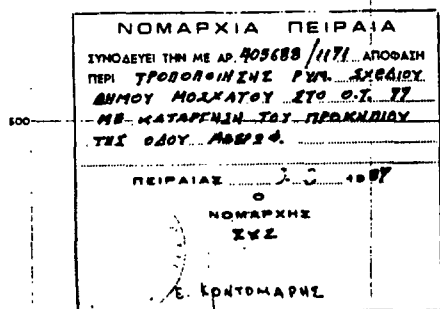 ΝΟΜΑΡΧΙΑ ΠΕΙΡΑΙΑ
ΣΥΝΟΔΕΥΕΙ ΤΗΝ ΜΕ ΑΡ. 405688/1171 ΑΠΟΦΑΣΗ
ΠΕΡΙ ΤΡΟΠΟΠΟΙΗΣΗΣ ΡΥΜ. ΣΧΕΔΙΟΥ
ΔΗΜΟΥ ΜΟΣΧΑΤΟΥ ΣΤΟ Ο.Τ. 77
500
ΜΕ ΚΑΤΑΡΓΗΣΗ ΤΟΥ ΠΡΟΚΗΠΙΟΥ
ΤΗΣ ΟΔΟΥ
ΠΕΙΡΑΙΑΣ 19
Ο
ΝΟΜΑΡΧΗΣ
Ε. ΚΟΝΤΟΜΑΡΗΣ